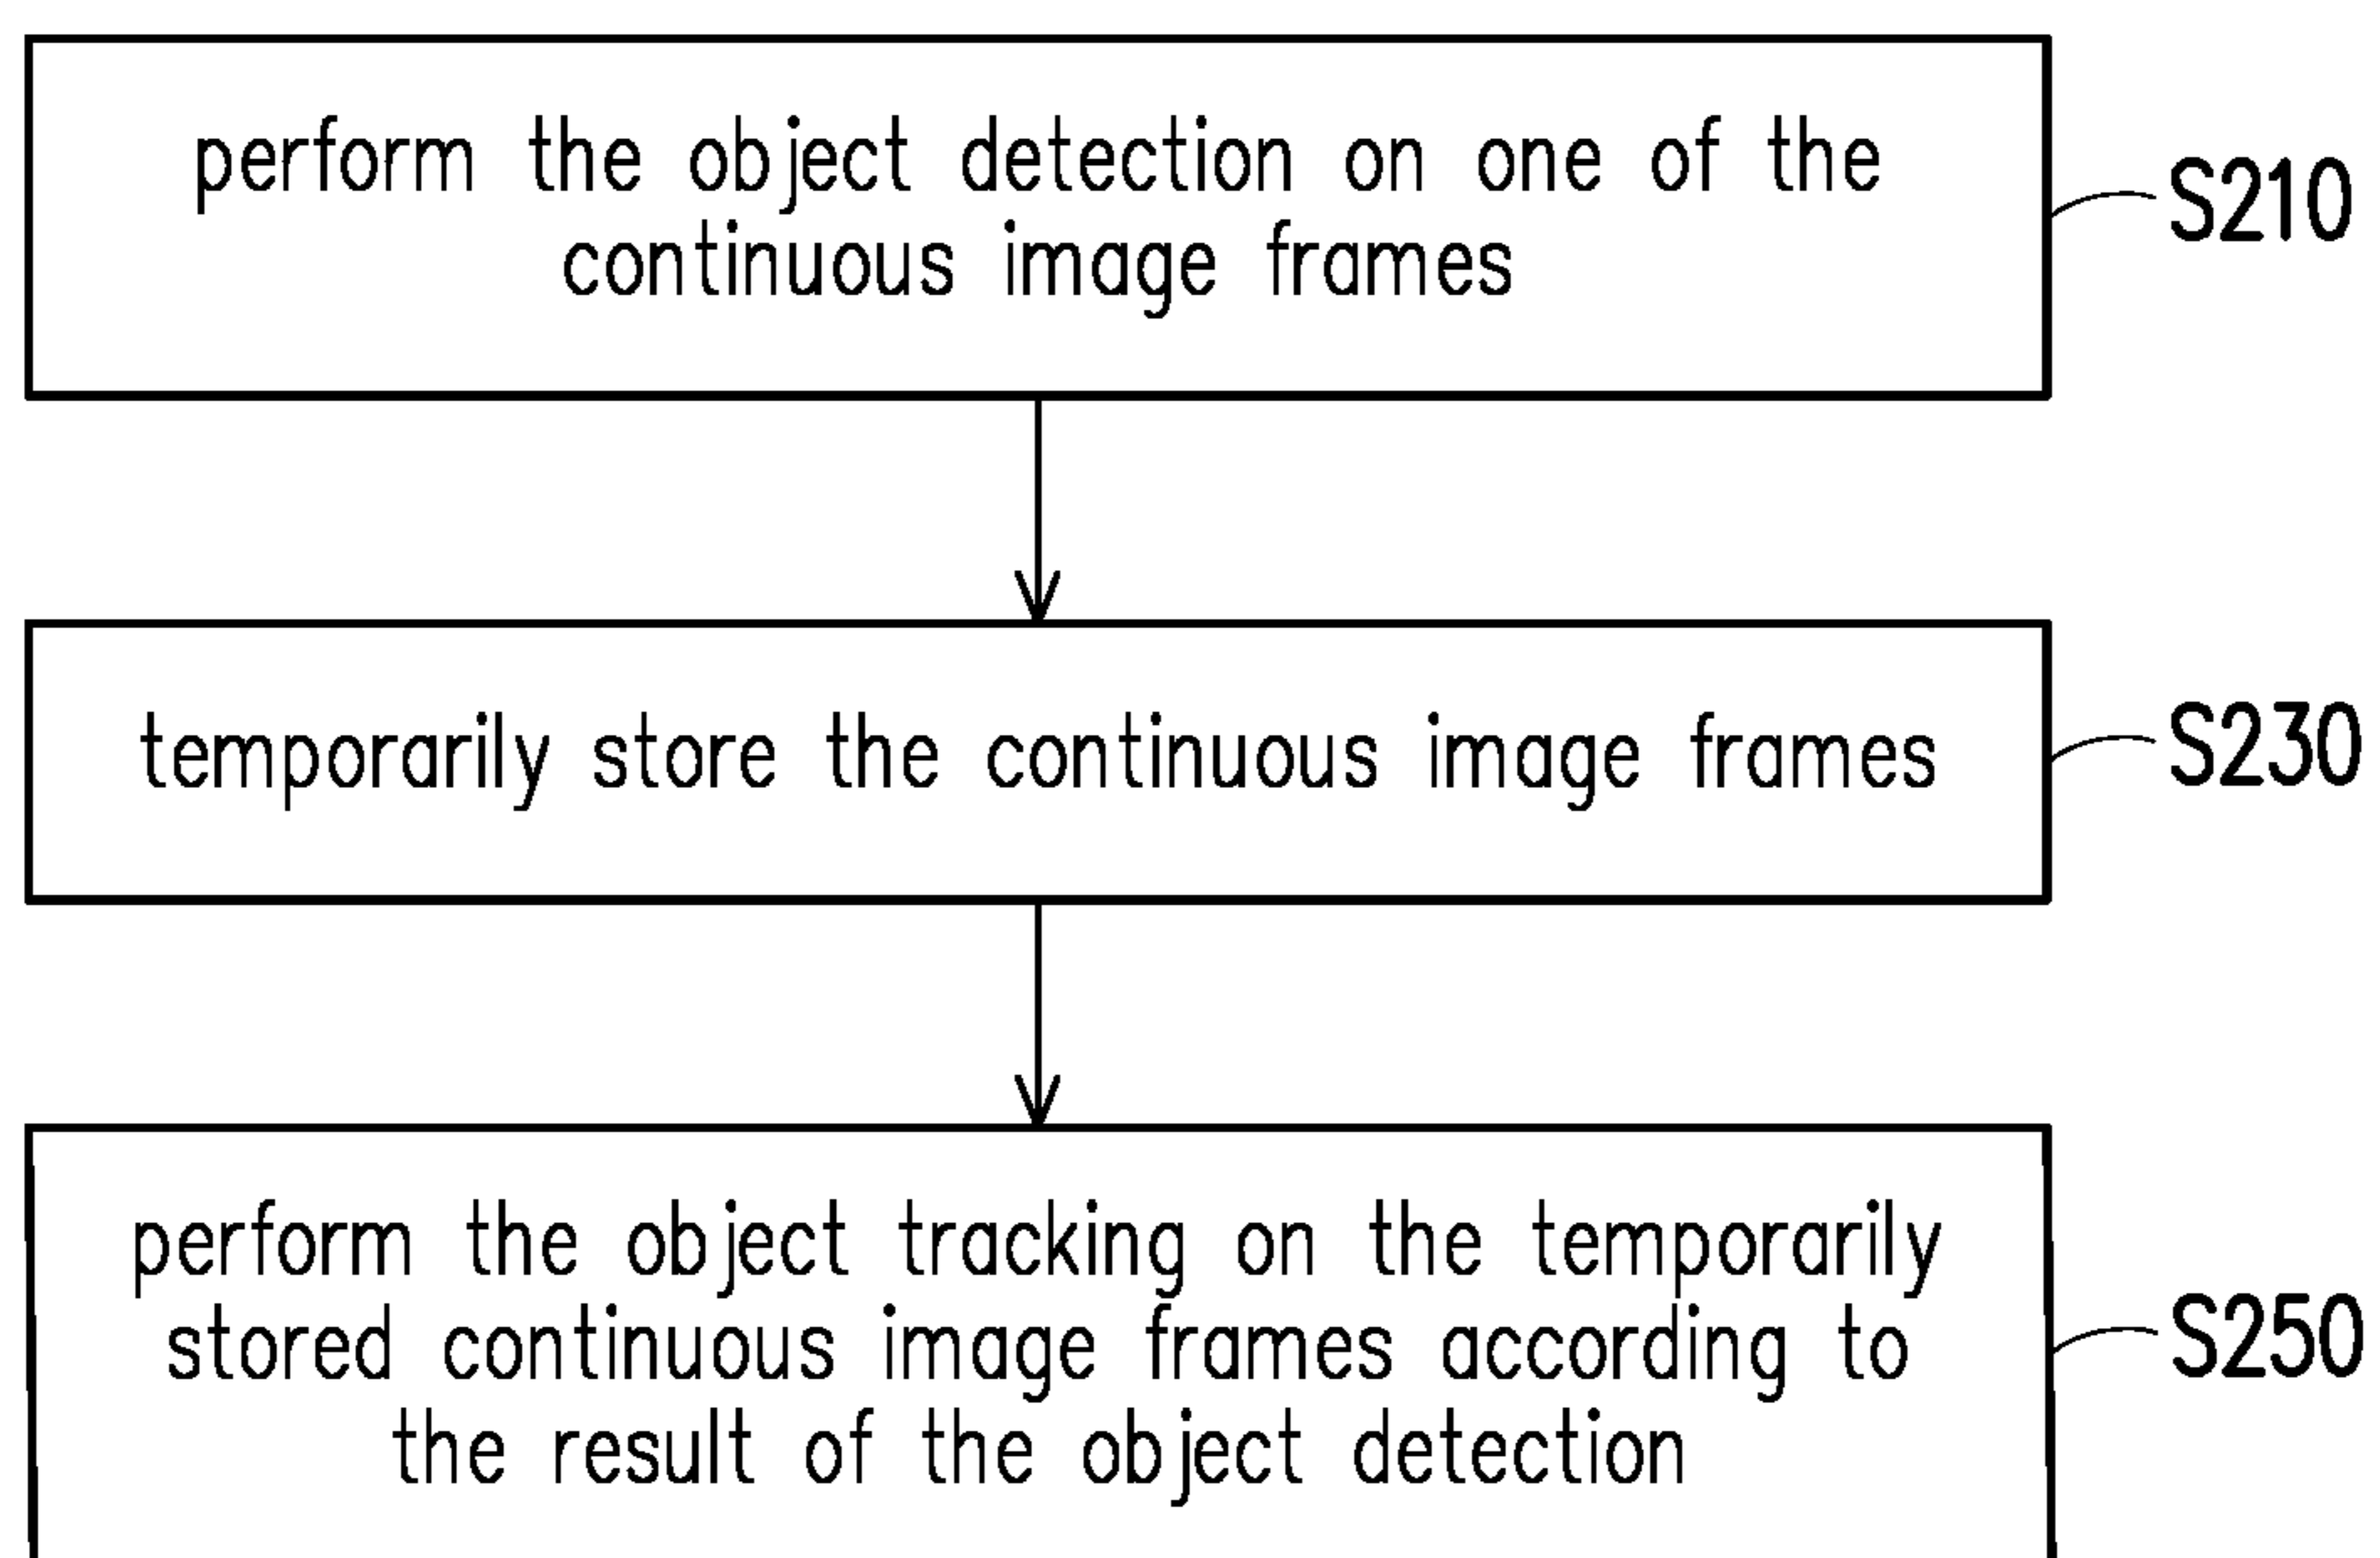 perform the object detection on one of the
continuous image frames
S210
temporarily store the continuous image frames
S230
perform the object tracking on the temporarily
stored continuous image frames according to
the result of the object detection
S250